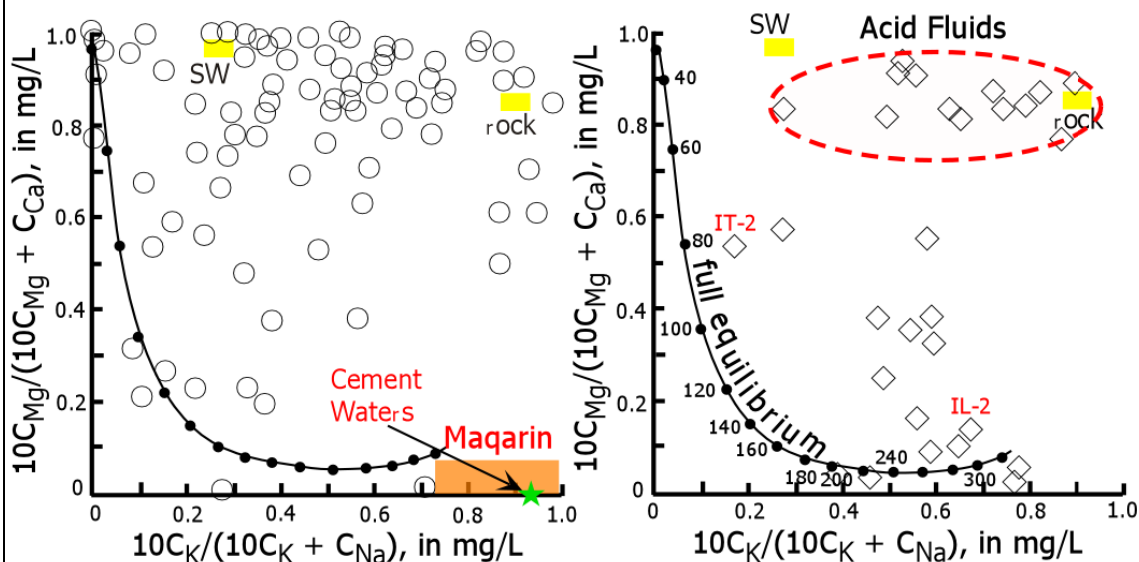 10C_Mg/(10C_Mg + C_Ca), in mg/L
1.0
0.8
0.6
0.4
0.2
0
SW
rock
Cement
Waters
Maqarin
0
0.2
0.4
0.6
0.8
1.0
10C_K/(10C_K + C_Na), in mg/L
10C_Mg/(10C_Mg + C_Ca), in mg/L
1.0
0.8
0.6
0.4
0.2
0
SW
Acid Fluids
rock
IT-2
IL-2
full equilibrium
40
60
80
100
120
140
160
180
200
240
300
0
0.2
0.4
0.6
0.8
1.0
10C_K/(10C_K + C_Na), in mg/L